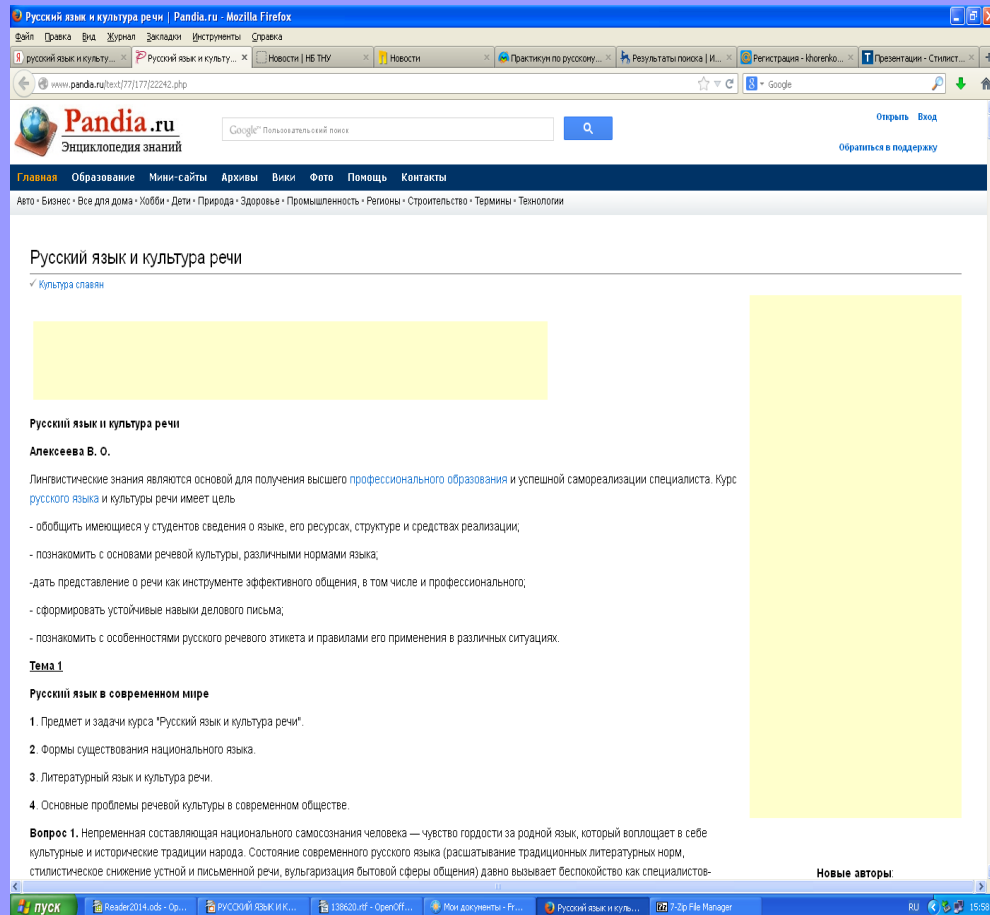 Русский язык и культура речи | Pandia.ru - Mozilla Firefox
Файл Правка Вид Журнал Закладки Инструменты Справка
русский язык и культу... Русский язык и культу... Новости | НБ ТНУ Новости Практикум по русскому... Результаты поиска | И... Регистрация - khorenko... Презентации - Стилист...
www.pandia.ru/text/77/177/22242.php Google
Pandia.ru
Энциклопедия знаний
Google™ Пользовательский поиск
Открыть Вход
Обратиться в поддержку
Главная Образование Мини-сайты Архивы Вики Фото Помощь Контакты
Авто • Бизнес • Все для дома • Хобби • Дети • Природа • Здоровье • Промышленность • Регионы • Строительство • Термины • Технологии
Русский язык и культура речи
Культура славян
Русский язык и культура речи
Алексеева В. О.
Лингвистические знания являются основой для получения высшего профессионального образования и успешной самореализации специалиста. Курс
русского языка и культуры речи имеет цель
- обобщить имеющиеся у студентов сведения о языке, его ресурсах, структуре и средствах реализации;
- познакомить с основами речевой культуры, различными нормами языка;
-дать представление о речи как инструменте эффективного общения, в том числе и профессионального;
- сформировать устойчивые навыки делового письма;
- познакомить с особенностями русского речевого этикета и правилами его применения в различных ситуациях.
Тема 1
Русский язык в современном мире
1. Предмет и задачи курса "Русский язык и культура речи".
2. Формы существования национального языка.
3. Литературный язык и культура речи.
4. Основные проблемы речевой культуры в современном обществе.
Вопрос 1. Непременная составляющая национального самосознания человека — чувство гордости за родной язык, который воплощает в себе
культурные и исторические традиции народа. Состояние современного русского языка (расшатывание традиционных литературных норм,
стилистическое снижение устной и письменной речи, вульгаризация бытовой сферы общения) давно вызывает беспокойство как специалистов-
Новые авторы:
пуск Reader2014.ods - Op... РУССКИЙ ЯЗЫК И К... 138620.rtf - OpenOff... Мои документы - Fr... Русский язык и куль... 7-Zip File Manager RU 15:58